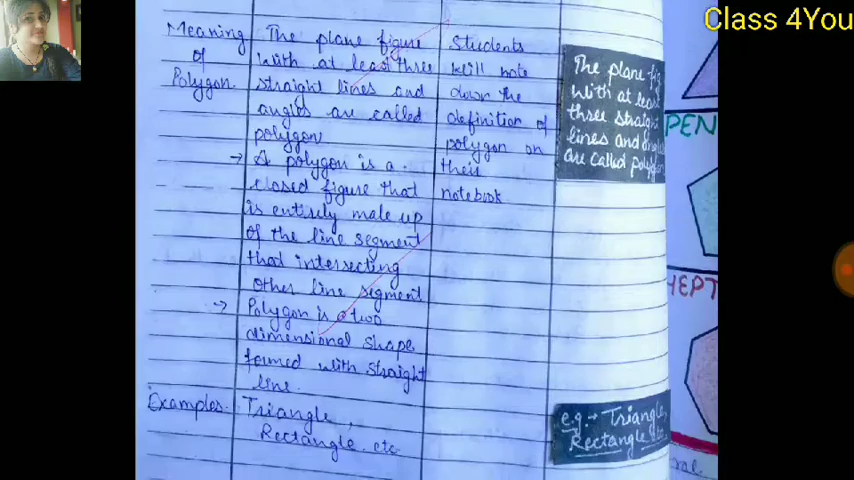 Class 4You
Meaning
of
Polygon.
The plane figure
with at least three
straight lines and
angles are called
polygon
→ A polygon is a
closed figure that
is entirely male up
of the line segment
that intersecting
other line segment
→ Polygon is a two
dimensional shape
formed with straight
line.
Students
will note
down the
definition of
polygon on
their
notebook
The plane fig
with at least
three straight
lines and angles
are called polygon
PEN
HEPT
Examples.
Triangle,
Rectangle etc
e.g. → Triangle,
Rectangle etc